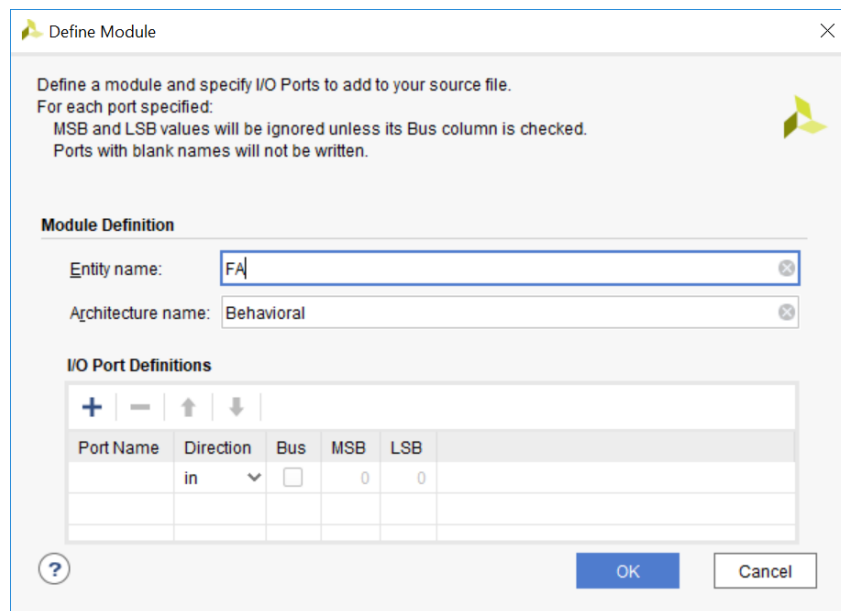 Define Module
Define a module and specify I/O Ports to add to your source file.
For each port specified:
MSB and LSB values will be ignored unless its Bus column is checked.
Ports with blank names will not be written.
Module Definition
Entity name: FA
Architecture name: Behavioral
I/O Port Definitions
Port Name Direction Bus MSB LSB
in 0 0
? OK Cancel